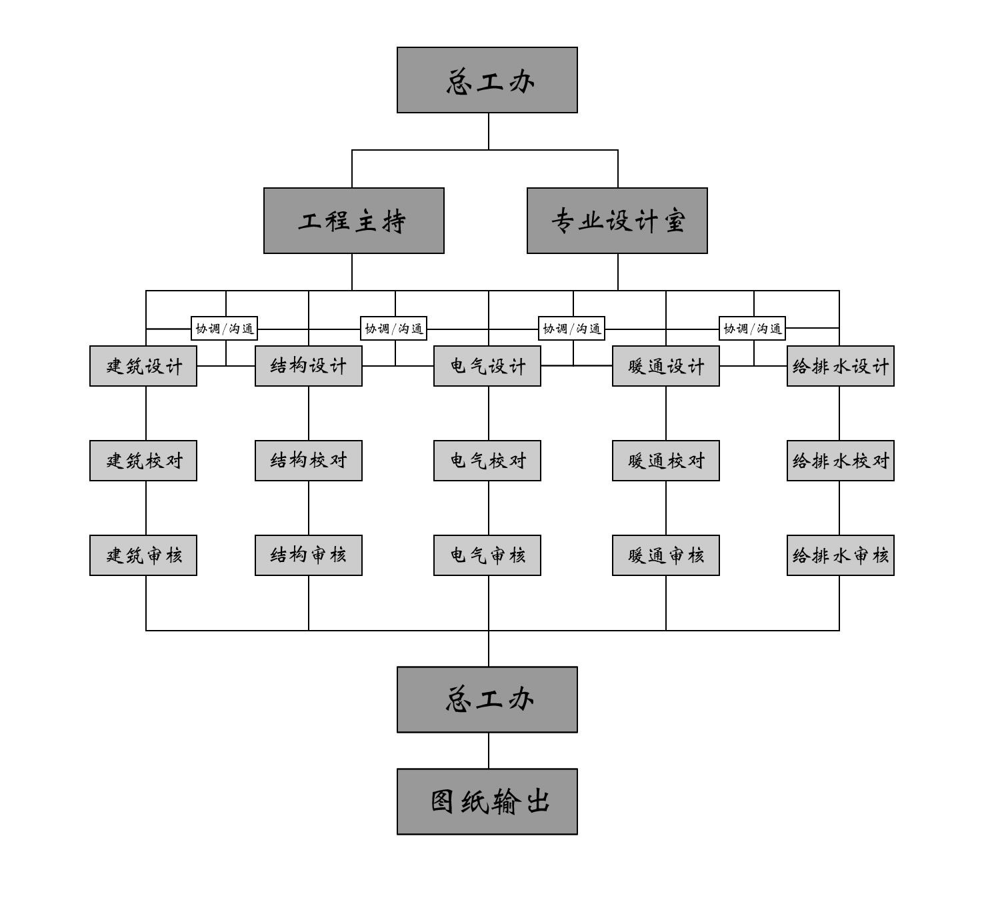 总工办
工程主持 专业设计室
协调/沟通 协调/沟通 协调/沟通 协调/沟通
建筑设计 结构设计 电气设计 暖通设计 给排水设计
建筑校对 结构校对 电气校对 暖通校对 给排水校对
建筑审核 结构审核 电气审核 暖通审核 给排水审核
总工办
图纸输出